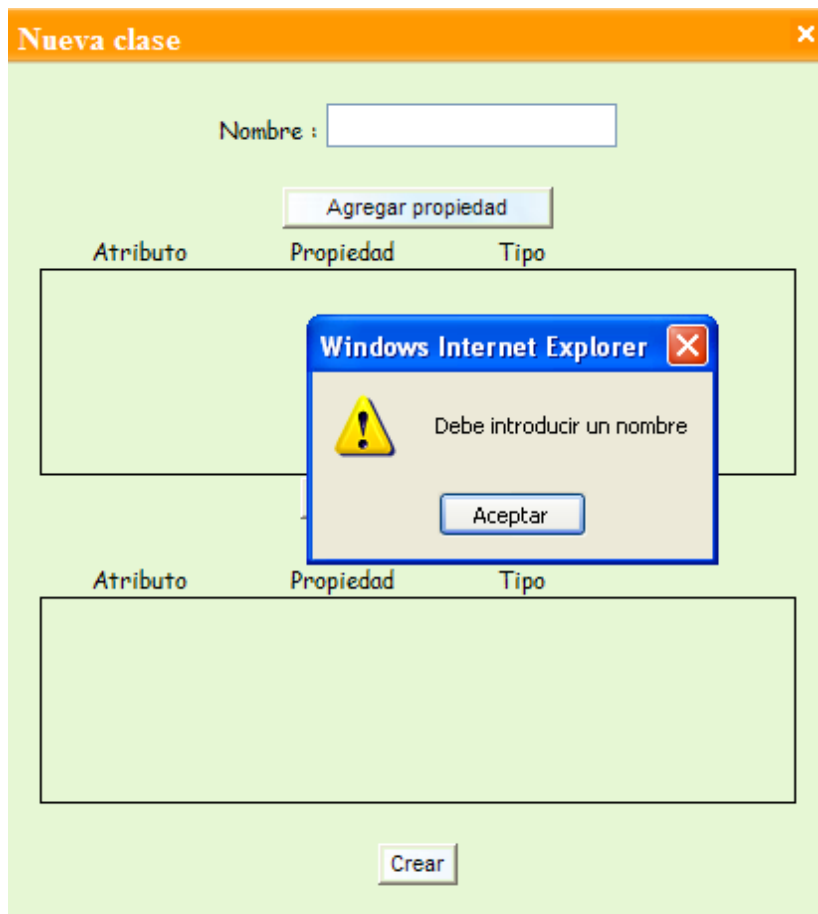 Nueva clase
Nombre :
Agregar propiedad
Atributo Propiedad Tipo
Windows Internet Explorer
Debe introducir un nombre
Aceptar
Atributo Propiedad Tipo
Crear